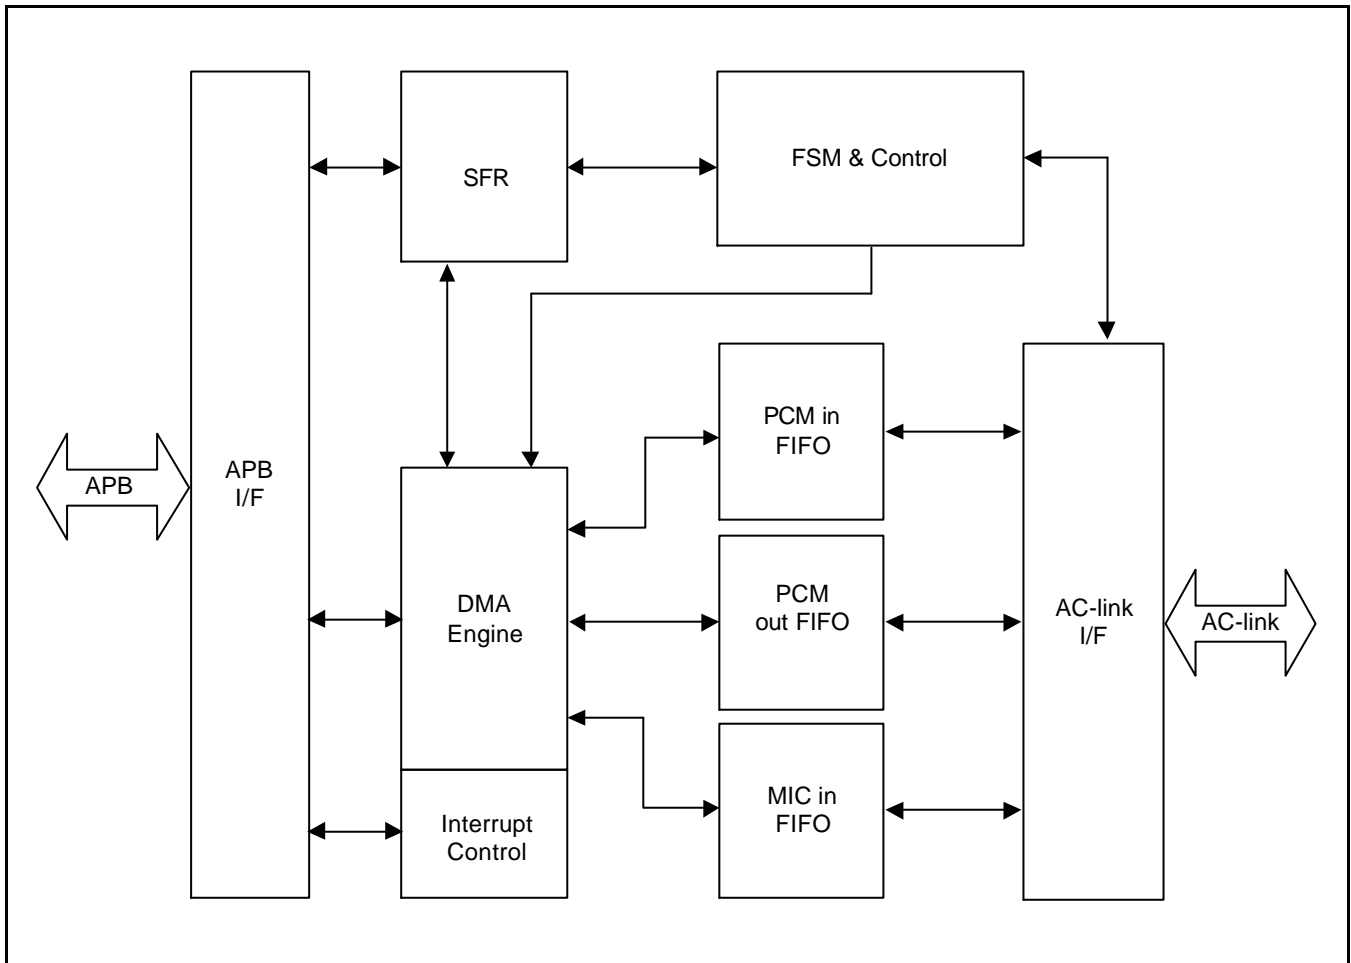 SFR
FSM & Control
APB
APB
I/F
PCM in
FIFO
DMA
Engine
PCM
out FIFO
AC-link
I/F
AC-link
Interrupt
Control
MIC in
FIFO